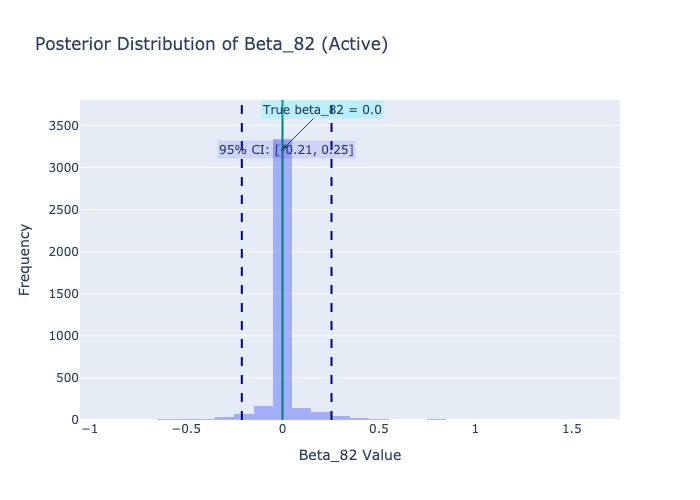 Posterior Distribution of Beta_82 (Active)
True beta_82 = 0.0
95% CI: [-0.21, 0.25]
3500
3000
2500
2000
1500
1000
500
0
Frequency
−1
−0.5
0
0.5
1
1.5
Beta_82 Value